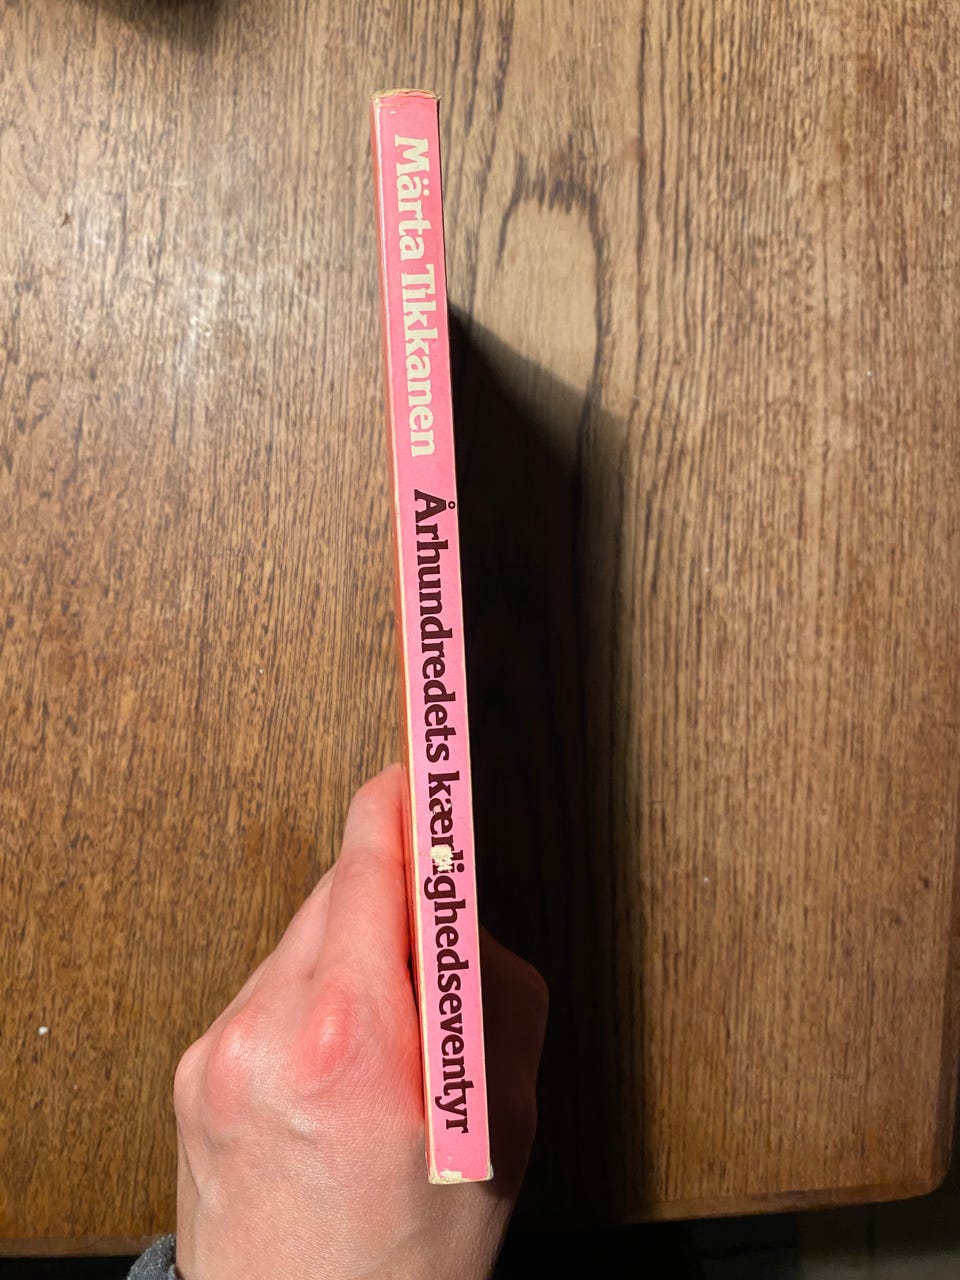 Märta Tikkanen Århundredets kærlighedseventyr